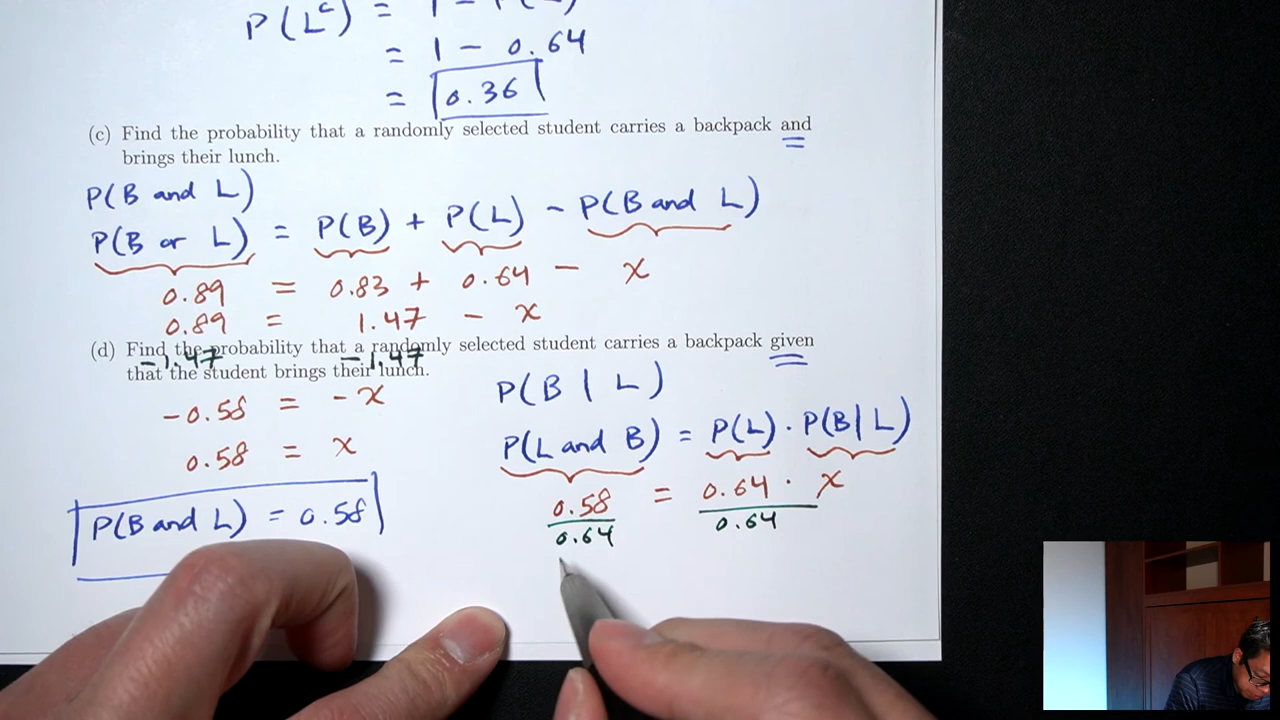 P(Lᶜ) = 1 - P(L)
= 1 - 0.64
= 0.36
(c) Find the probability that a randomly selected student carries a backpack and
brings their lunch.
P(B and L)
P(B or L) = P(B) + P(L) - P(B and L)
0.89 = 0.83 + 0.64 - x
0.89 = 1.47 - x
(d) Find the probability that a randomly selected student carries a backpack given
-1.47 -1.47
that the student brings their lunch.
P(B | L)
-0.58 = -x
P(L and B) = P(L) · P(B | L)
0.58 = x
0.58 = 0.64 · x
0.64 0.64
P(B and L) = 0.58